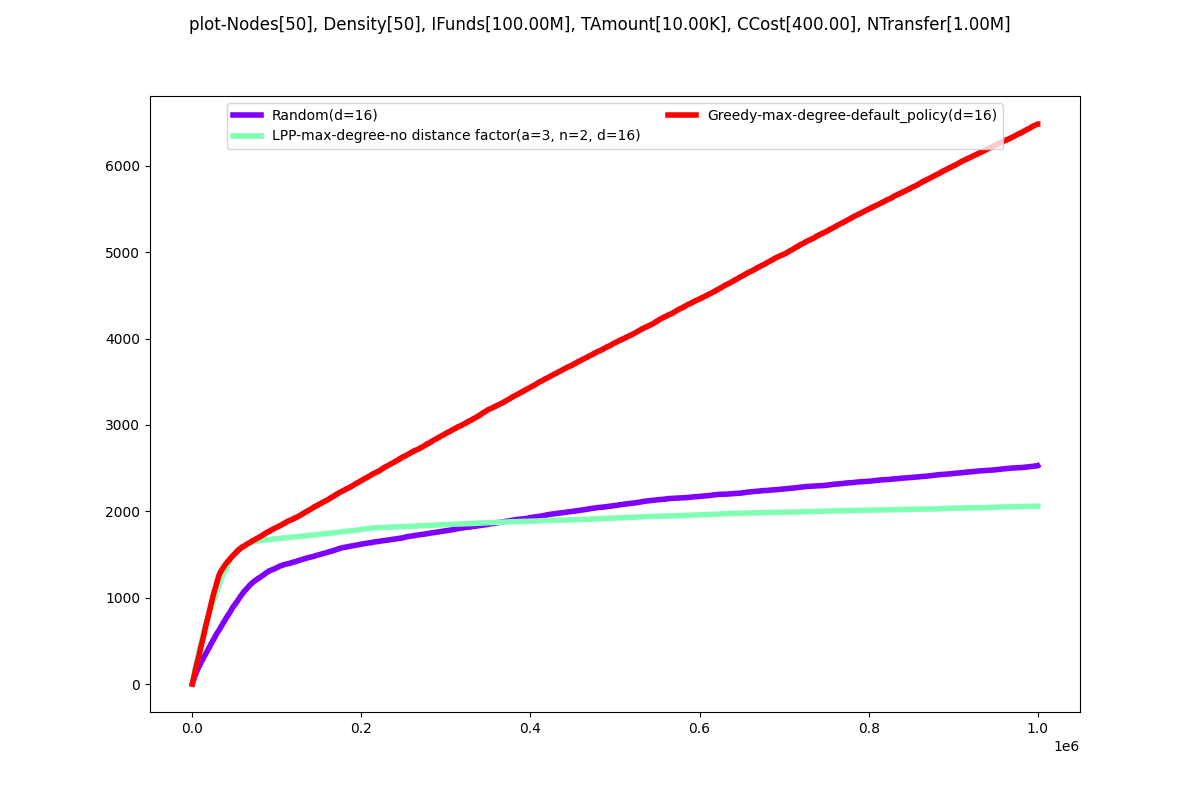 plot-Nodes[50], Density[50], IFunds[100.00M], TAmount[10.00K], CCost[400.00], NTransfer[1.00M]
Random(d=16)
LPP-max-degree-no distance factor(a=3, n=2, d=16)
Greedy-max-degree-default_policy(d=16)
6000
5000
4000
3000
2000
1000
0
0.0 0.2 0.4 0.6 0.8 1.0
1e6